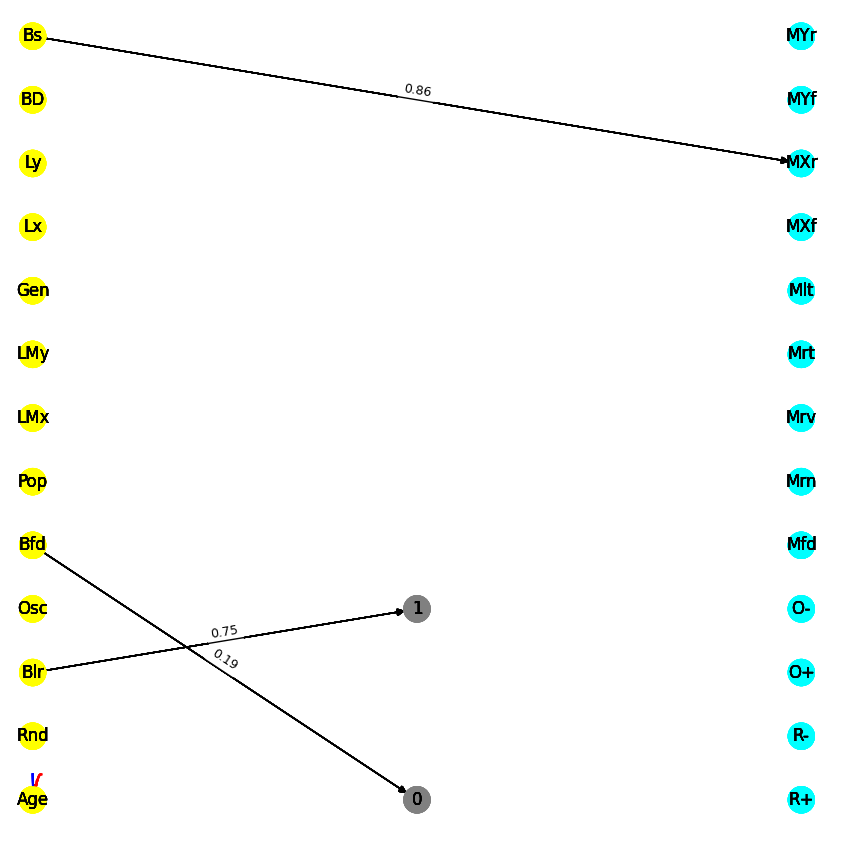 Bs MYr
0.86
BD MYf
Ly MXr
Lx MXf
Gen Mlt
LMy Mrt
LMx Mrv
Pop Mrn
Bfd Mfd
Osc 1 O-
0.75
0.19
Blr O+
Rnd R-
Age 0 R+